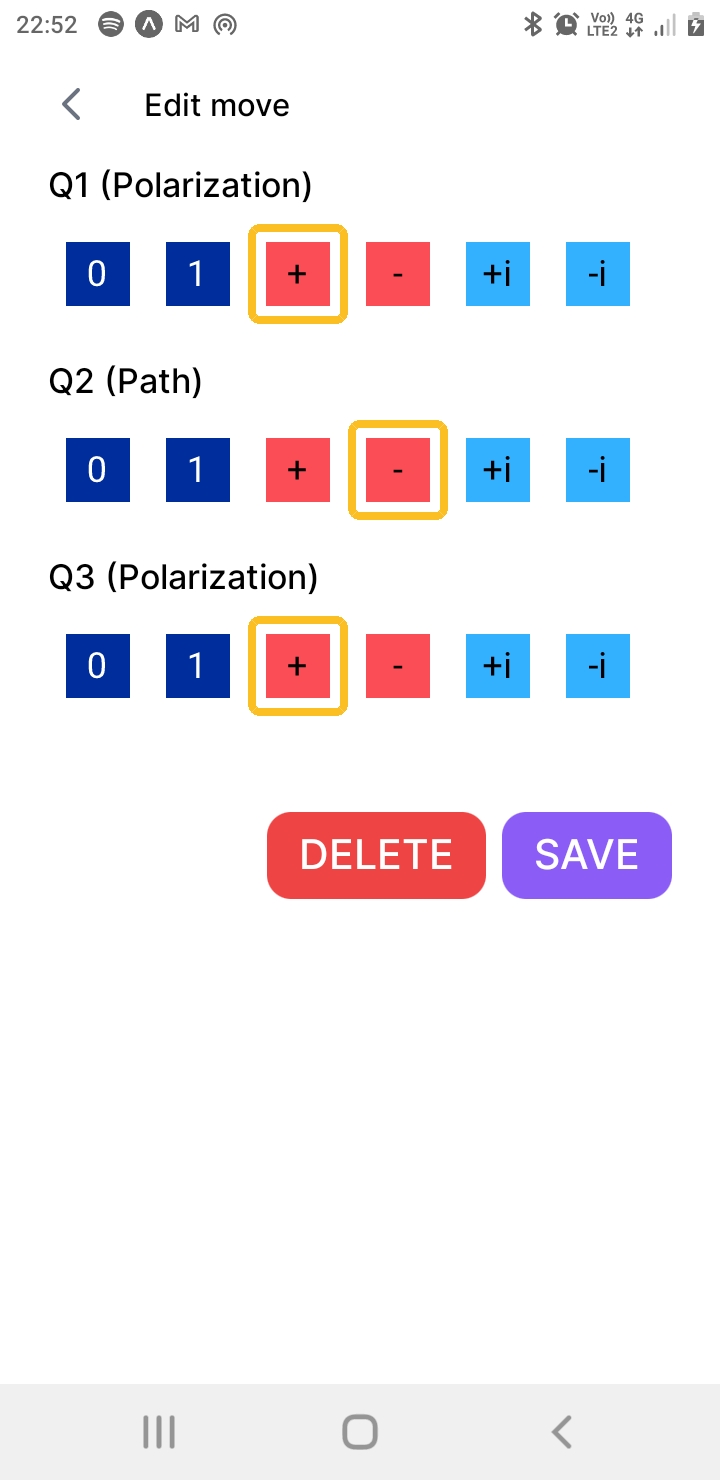 22:52 Vo) 4G
LTE2
Edit move
Q1 (Polarization)
0 1 + - +i -i
Q2 (Path)
0 1 + - +i -i
Q3 (Polarization)
0 1 + - +i -i
DELETE SAVE